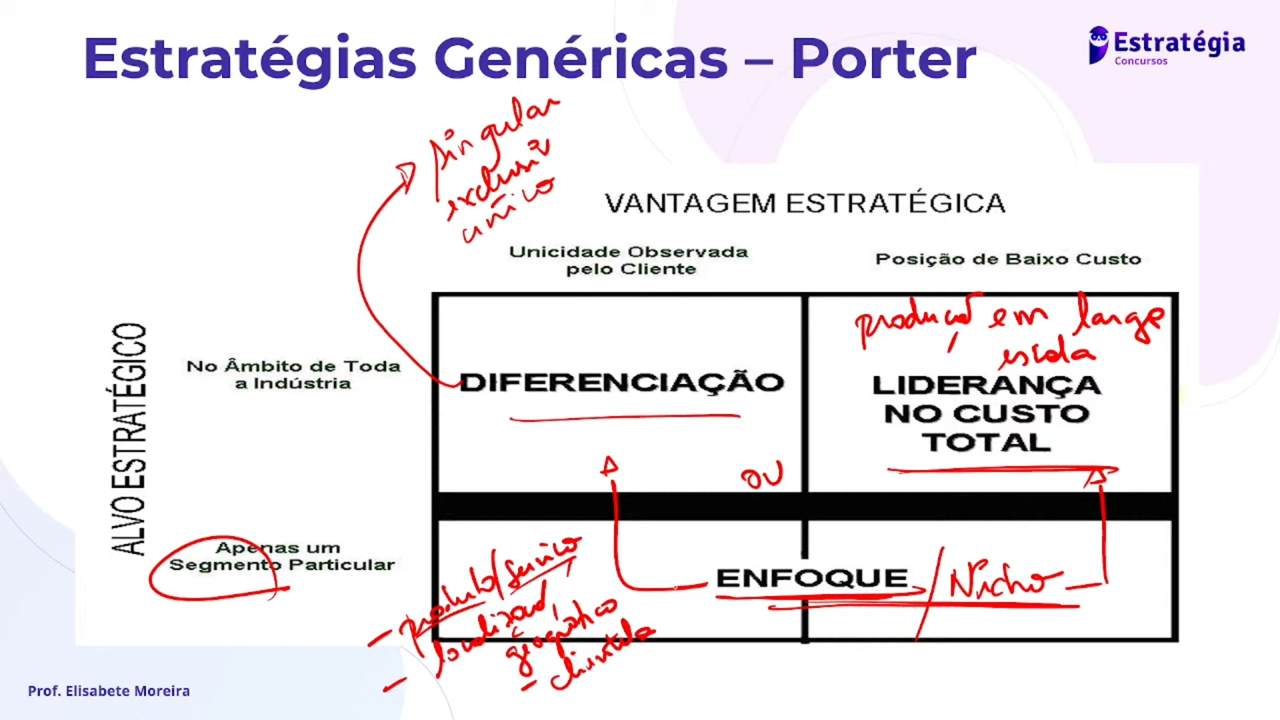 Estratégias Genéricas – Porter
Estratégia
Concursos
singular
exclusiv
único
VANTAGEM ESTRATÉGICA
Unicidade Observada
pelo Cliente
Posição de Baixo Custo
ALVO ESTRATÉGICO
No Âmbito de Toda
a Indústria
produção em larga
escala
DIFERENCIAÇÃO
LIDERANÇA
NO CUSTO
TOTAL
OU
Apenas um
Segmento Particular
ENFOQUE / Nicho
- produto/serviço
- localizaod/
geográfico
- clientela
Prof. Elisabete Moreira